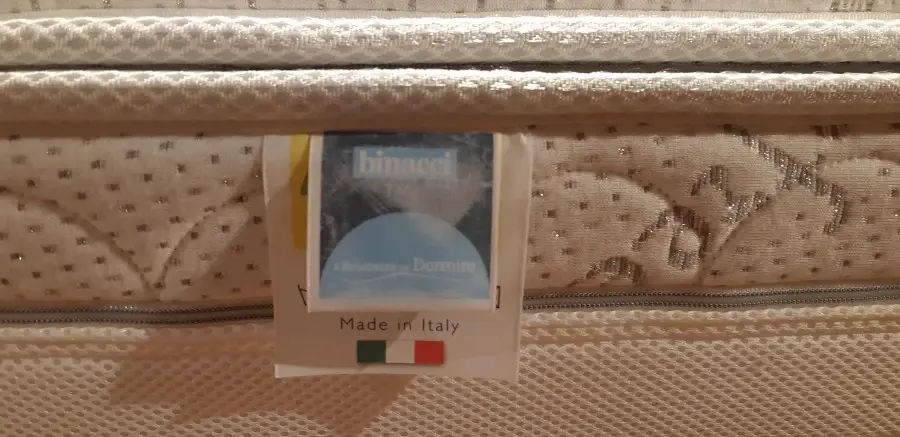 binacci
Dormire
Made in Italy